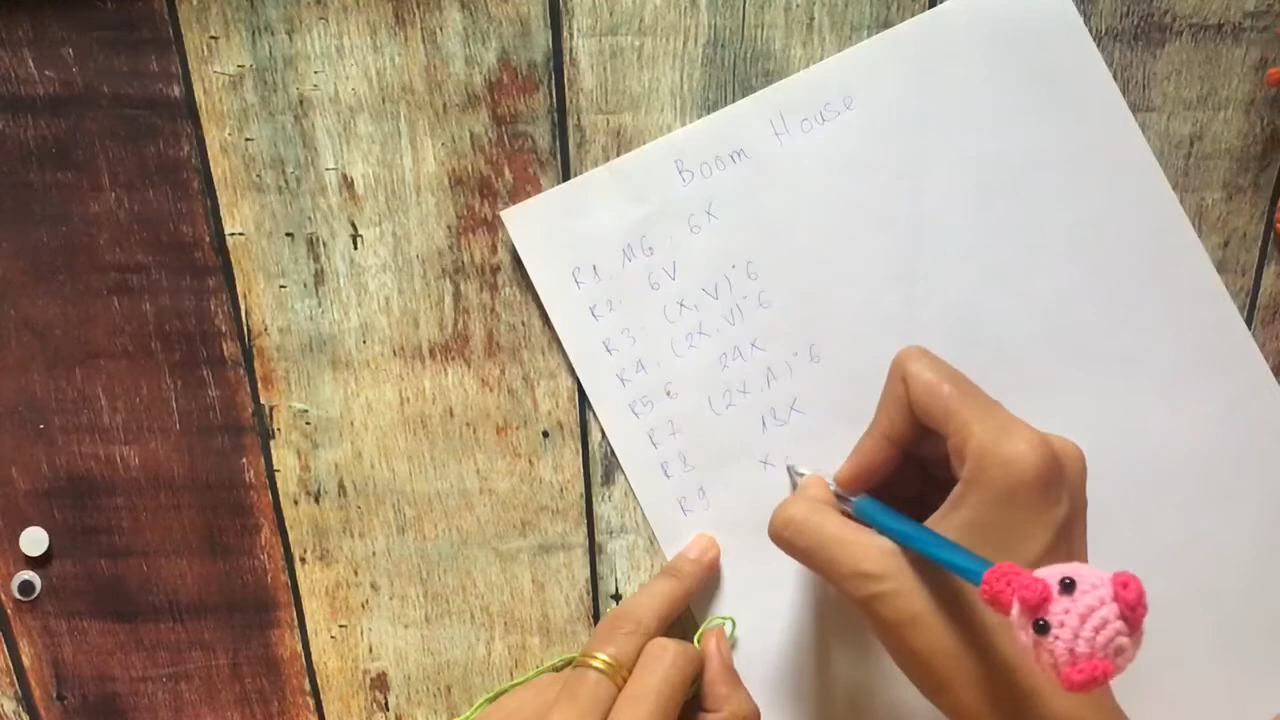 Boom House
R1. MG: 6X
R2. 6V
R3. (X, V)*6
R4. (2X, V)*6
R5-6 24X
R7 (2X, A)*6
R8 18X
R9 X